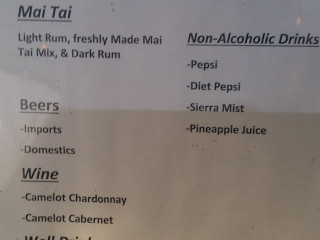 Mai Tai
Light Rum, freshly Made Mai
Tai Mix, & Dark Rum
Beers
-Imports
-Domestics
Wine
-Camelot Chardonnay
-Camelot Cabernet
Non-Alcoholic Drinks
-Pepsi
-Diet Pepsi
-Sierra Mist
-Pineapple Juice